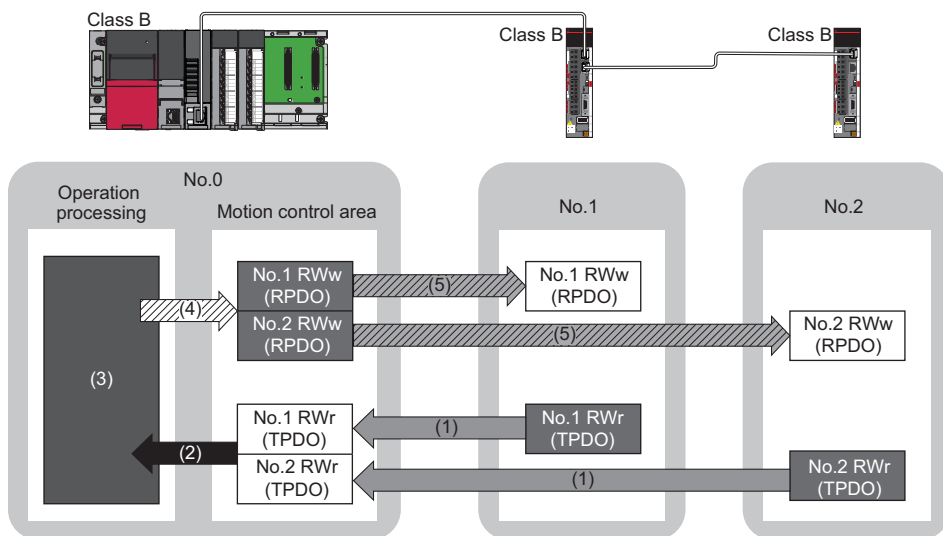 Class B
Class B
Class B
No.0
No.1
No.2
Operation
processing
Motion control area
No.1 RWw
(RPDO)
(5)
No.1 RWw
(RPDO)
(4)
No.2 RWw
(RPDO)
(5)
No.2 RWw
(RPDO)
(3)
No.1 RWr
(TPDO)
(1)
No.1 RWr
(TPDO)
(2)
No.2 RWr
(TPDO)
(1)
No.2 RWr
(TPDO)